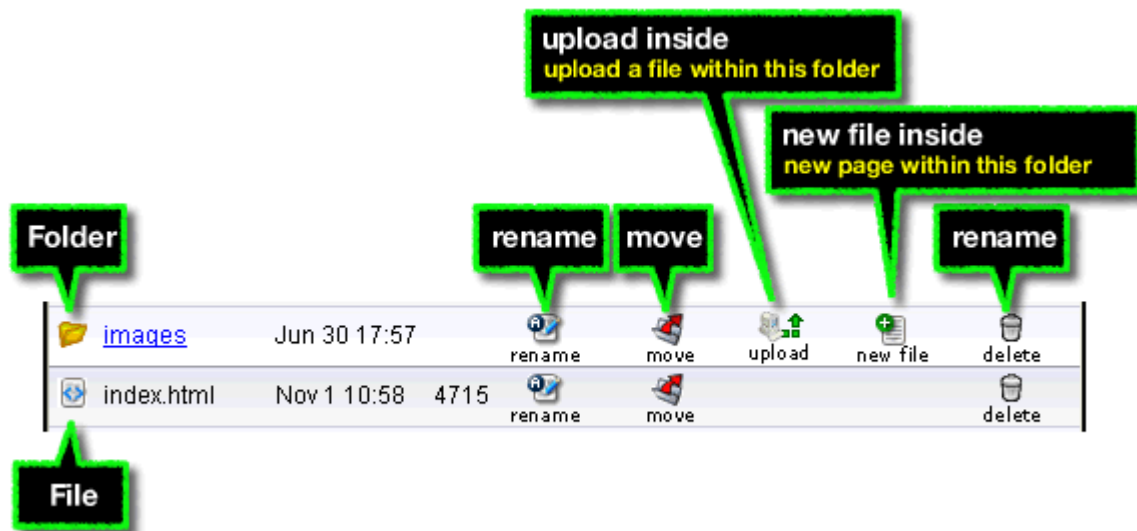 upload inside
upload a file within this folder
new file inside
new page within this folder
Folder
rename
move
rename
images
Jun 30 17:57
rename
move
upload
new file
delete
index.html
Nov 1 10:58
4715
rename
move
delete
File